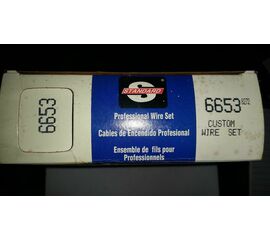 6653
STANDARD
Professional Wire Set
Cables de Encendido Profesional
Ensemble de fils pour
Professionnels
6653
CUSTOM
WIRE SET